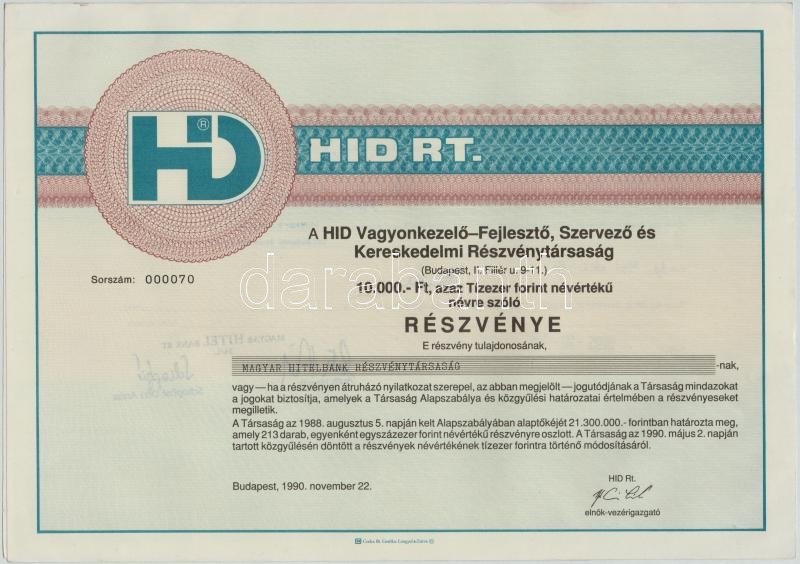 HD ®
HID RT.
A HID Vagyonkezelő–Fejlesztő, Szervező és
Kereskedelmi Részvénytársaság
(Budapest, II. Fillér u. 9-11.)
Sorszám: 000070
10.000.- Ft, azaz Tízezer forint névértékű
névre szóló
RÉSZVÉNYE
E részvény tulajdonosának,
MAGYAR HITELBANK RÉSZVÉNYTÁRSASÁG -nak,
vagy — ha a részvényen átruházó nyilatkozat szerepel, az abban megjelölt — jogutódjának a Társaság mindazokat
a jogokat biztosítja, amelyek a Társaság Alapszabálya és közgyűlési határozatai értelmében a részvényeseket
megilletik.
A Társaság az 1988. augusztus 5. napján kelt Alapszabályában alaptőkéjét 21.300.000.- forintban határozta meg,
amely 213 darab, egyenként egyszázezer forint névértékű részvényre oszlott. A Társaság az 1990. május 2. napján
tartott közgyűlésén döntött a részvények névértékének tízezer forintra történő módosításáról.
Budapest, 1990. november 22.
HID Rt.
elnök-vezérigazgató
darabanth